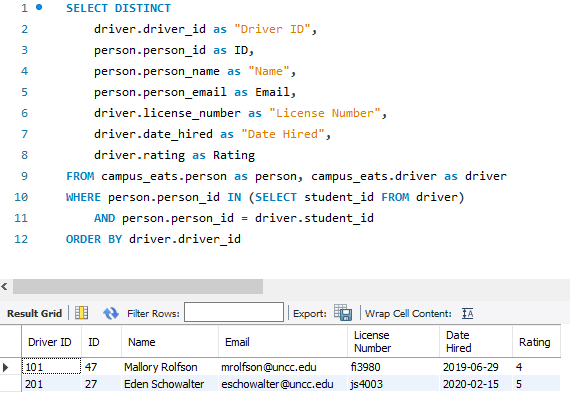 1 SELECT DISTINCT
2 driver.driver_id as "Driver ID",
3 person.person_id as ID,
4 person.person_name as "Name",
5 person.person_email as Email,
6 driver.license_number as "License Number",
7 driver.date_hired as "Date Hired",
8 driver.rating as Rating
9 FROM campus_eats.person as person, campus_eats.driver as driver
10 WHERE person.person_id IN (SELECT student_id FROM driver)
11 AND person.person_id = driver.student_id
12 ORDER BY driver.driver_id
Result Grid Filter Rows: Export: Wrap Cell Content: IA
Driver ID ID Name Email License Number Date Hired Rating
101 47 Mallory Rolfson mrolfson@uncc.edu fi3980 2019-06-29 4
201 27 Eden Schowalter eschowalter@uncc.edu js4003 2020-02-15 5